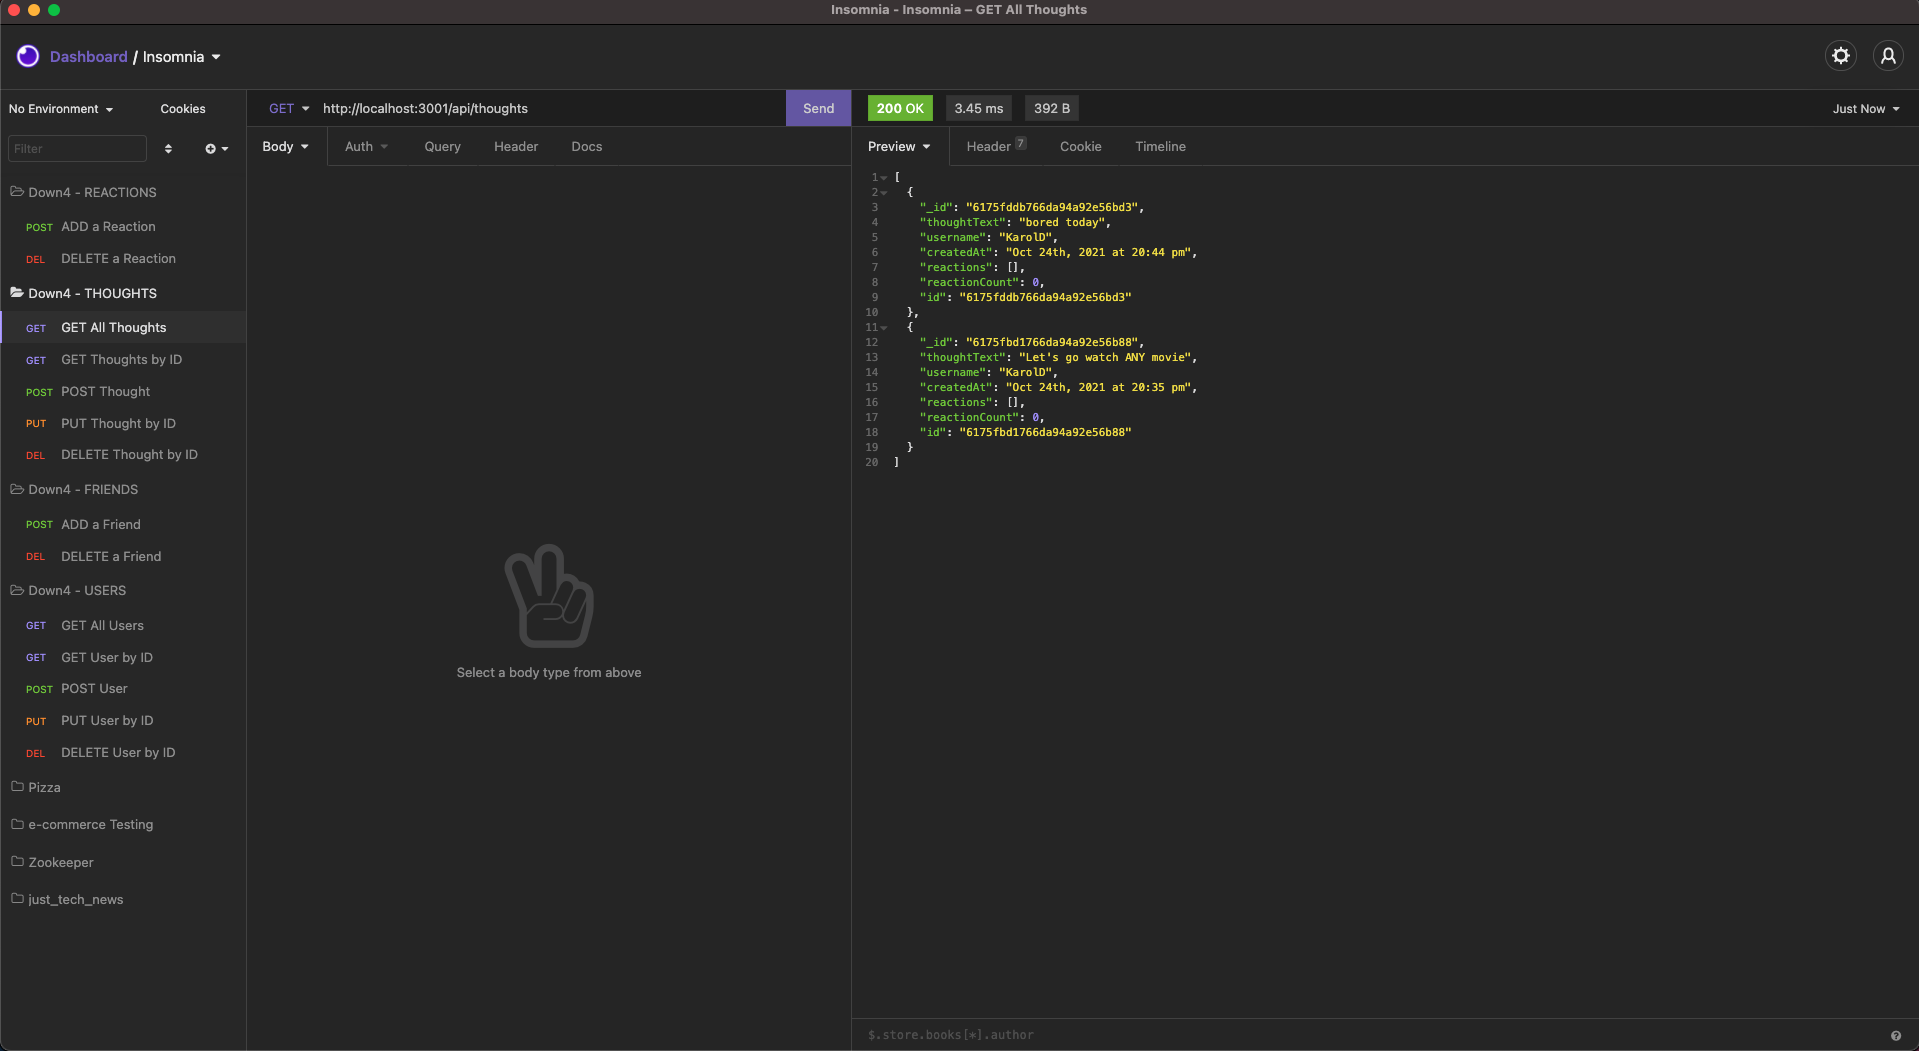 Insomnia - Insomnia – GET All Thoughts
Dashboard / Insomnia
No Environment Cookies
Filter
Down4 - REACTIONS
POST ADD a Reaction
DEL DELETE a Reaction
Down4 - THOUGHTS
GET GET All Thoughts
GET GET Thoughts by ID
POST POST Thought
PUT PUT Thought by ID
DEL DELETE Thought by ID
Down4 - FRIENDS
POST ADD a Friend
DEL DELETE a Friend
Down4 - USERS
GET GET All Users
GET GET User by ID
POST POST User
PUT PUT User by ID
DEL DELETE User by ID
Pizza
e-commerce Testing
Zookeeper
just_tech_news
GET http://localhost:3001/api/thoughts Send
Body Auth Query Header Docs
Select a body type from above
200 OK 3.45 ms 392 B Just Now
Preview Header 7 Cookie Timeline
1 [
2 {
3 "_id": "6175fddb766da94a92e56bd3",
4 "thoughtText": "bored today",
5 "username": "KarolD",
6 "createdAt": "Oct 24th, 2021 at 20:44 pm",
7 "reactions": [],
8 "reactionCount": 0,
9 "id": "6175fddb766da94a92e56bd3"
10 },
11 {
12 "_id": "6175fbd1766da94a92e56b88",
13 "thoughtText": "Let's go watch ANY movie",
14 "username": "KarolD",
15 "createdAt": "Oct 24th, 2021 at 20:35 pm",
16 "reactions": [],
17 "reactionCount": 0,
18 "id": "6175fbd1766da94a92e56b88"
19 }
20 ]
$.store.books[*].author